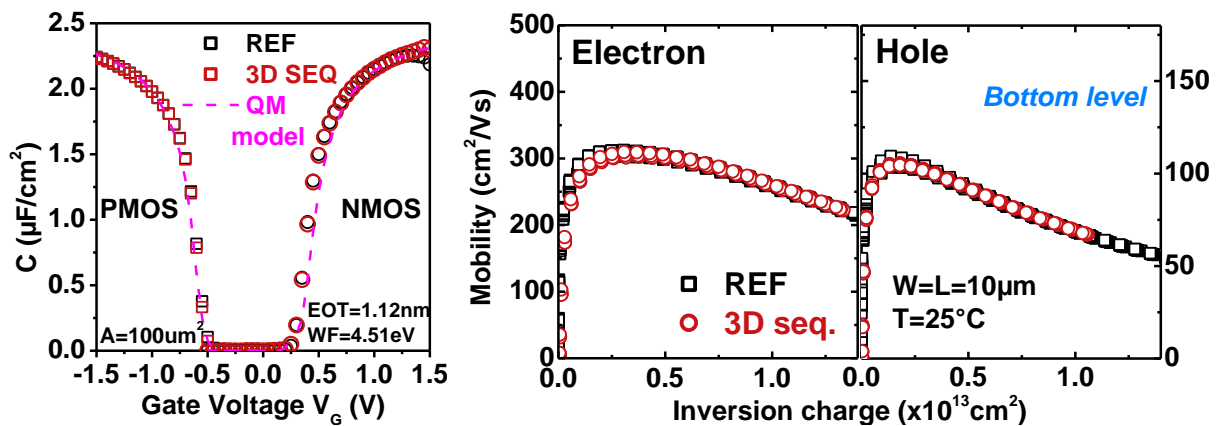 REF
3D SEQ
QM
model
PMOS
NMOS
EOT=1.12nm
A=100um²
WF=4.51eV
C (µF/cm²)
2.5
2.0
1.5
1.0
0.5
0.0
-1.5 -1.0 -0.5 0.0 0.5 1.0 1.5
Gate Voltage V_G (V)
Electron
Mobility (cm²/Vs)
500
400
300
200
100
0
REF
3D seq.
0.0 0.5 1.0
Hole
Bottom level
W=L=10µm
T=25°C
150
100
50
0
0.0 0.5 1.0
Inversion charge (x10¹³cm²)